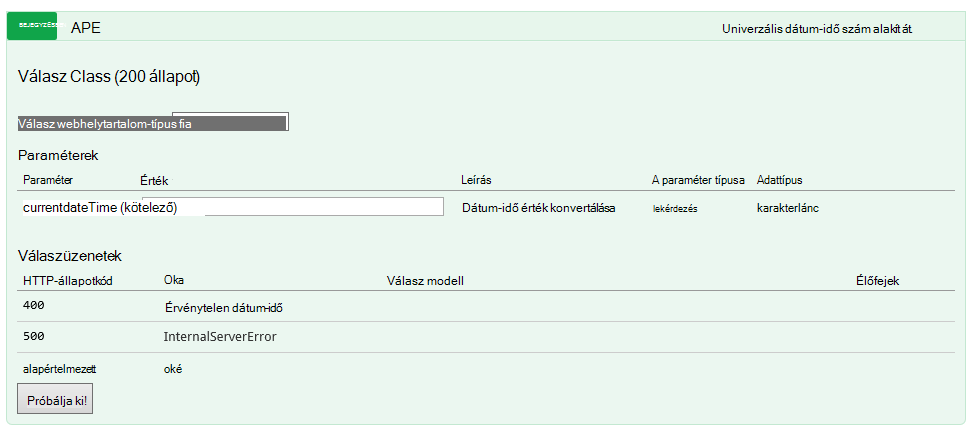 BEJEGYZÉSE APE Univerzális dátum-idő szám alakítát
Válasz Class (200 állapot)
Válasz webhelytartalom-típus fia
Paraméterek
Paraméter Érték Leírás A paraméter típusa Adattípus
currentdateTime (kötelező) Dátum-idő érték konvertálása lekérdezés karakterlánc
Válaszüzenetek
HTTP-állapotkód Oka Válasz modell Élőfejek
400 Érvénytelen dátum-idő
500 InternalServerError
alapértelmezett oké
Próbálja ki!